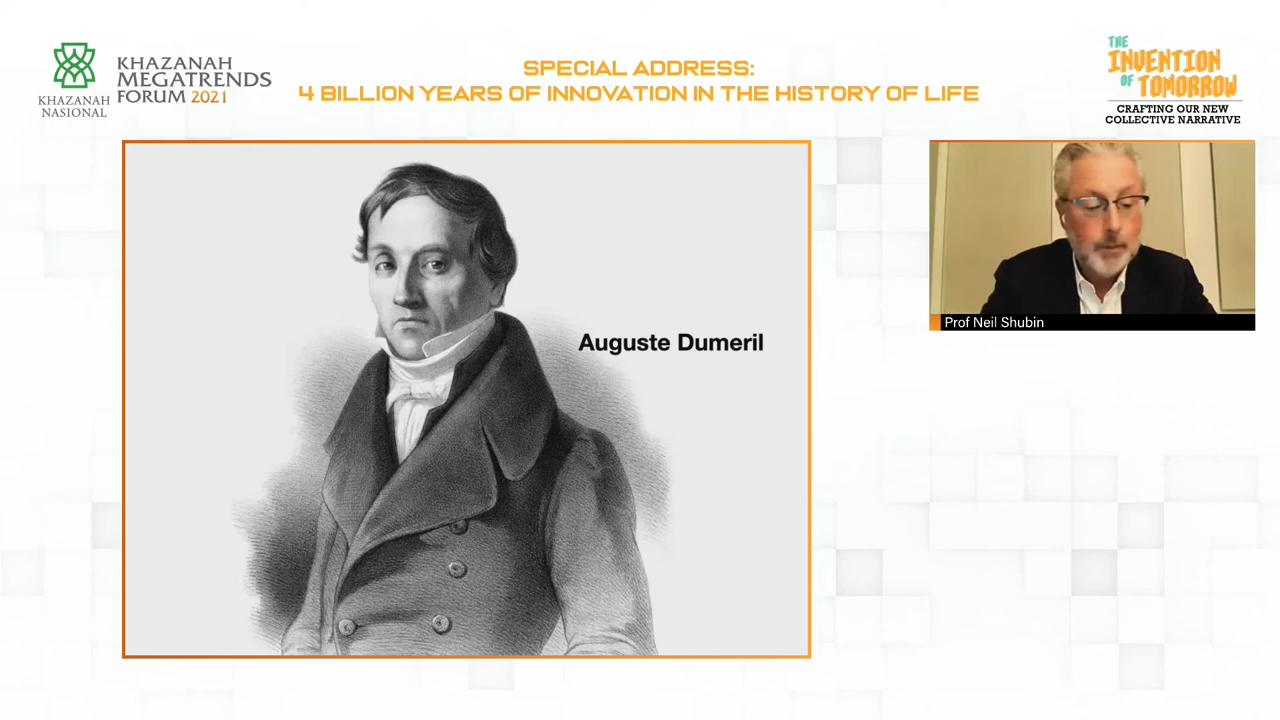 KHAZANAH
NASIONAL
KHAZANAH
MEGATRENDS
FORUM 2021
SPECIAL ADDRESS:
4 BILLION YEARS OF INNOVATION IN THE HISTORY OF LIFE
THE
INVENTION
OF TOMORROW
CRAFTING OUR NEW
COLLECTIVE NARRATIVE
Auguste Dumeril
Prof Neil Shubin